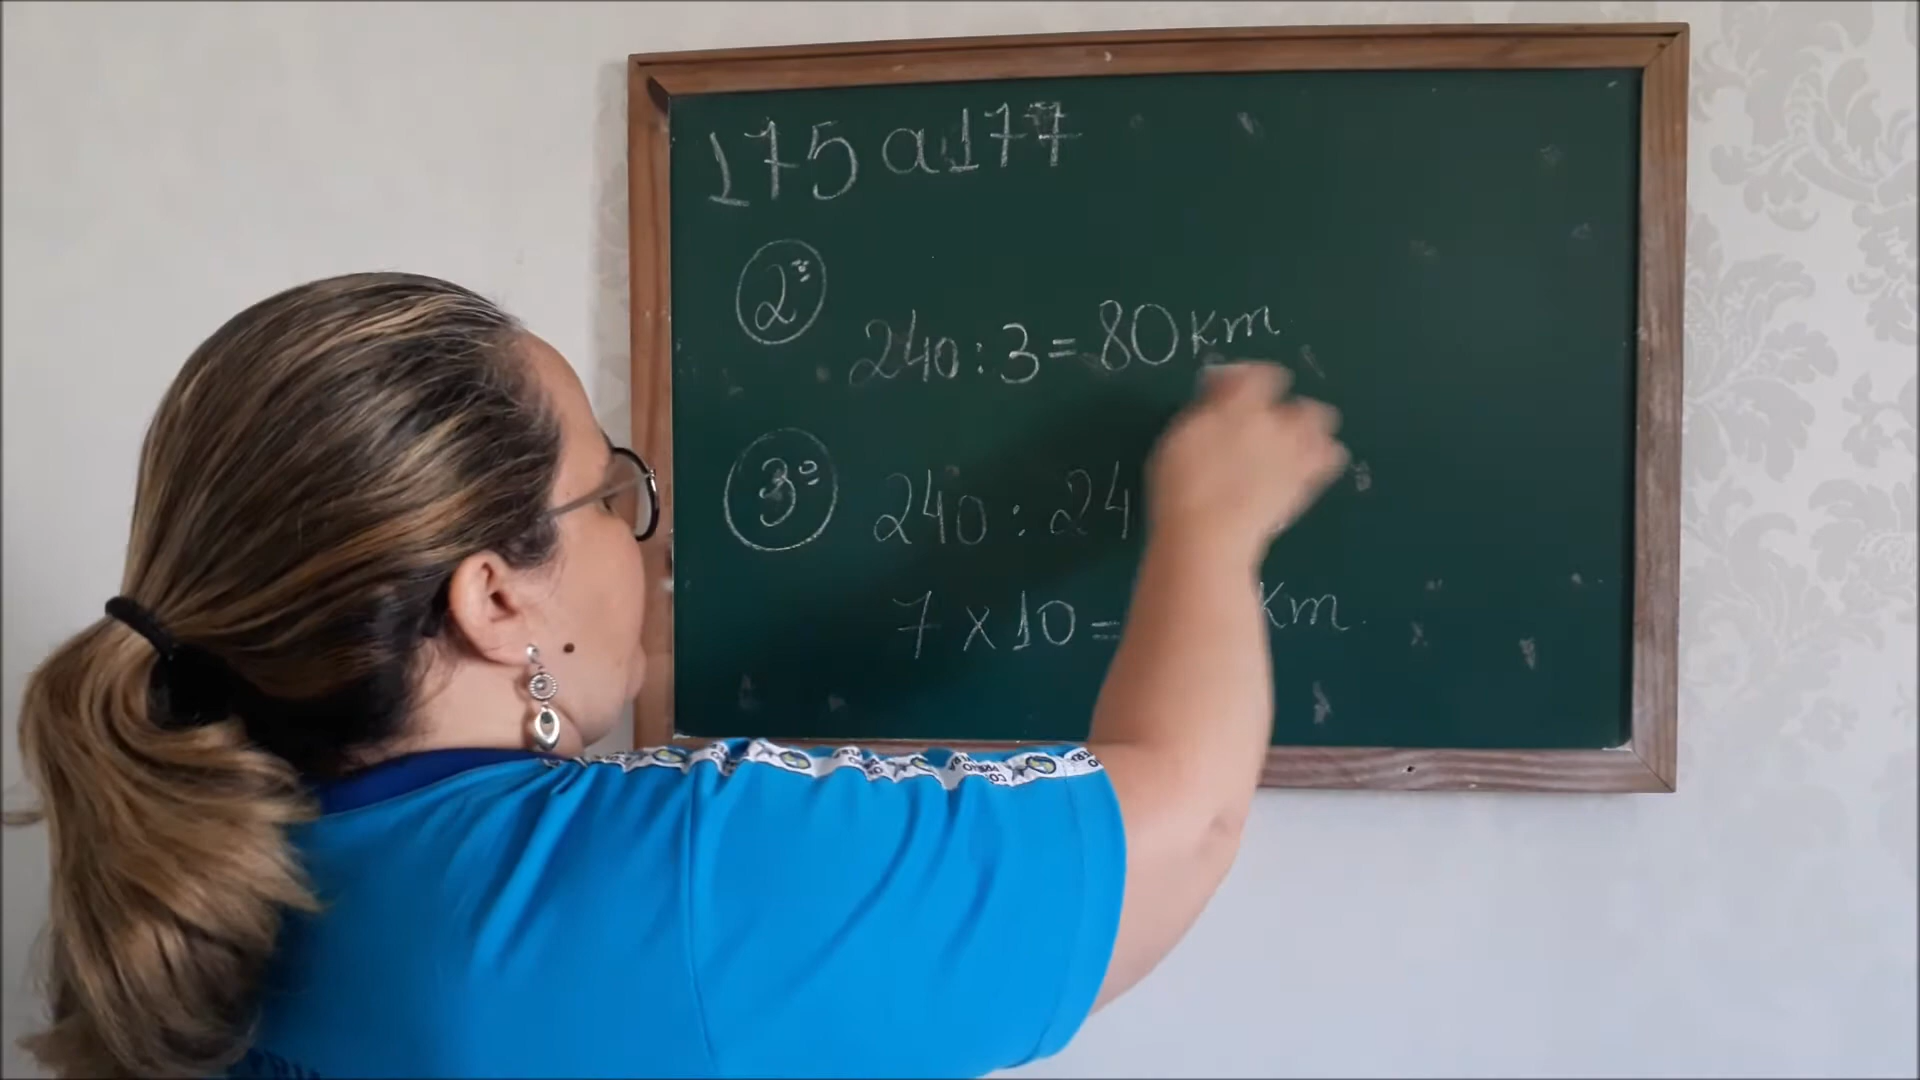 175 a 177
2º
240 : 3 = 80 Km
3º
240 : 24
7 x 10 = Km.